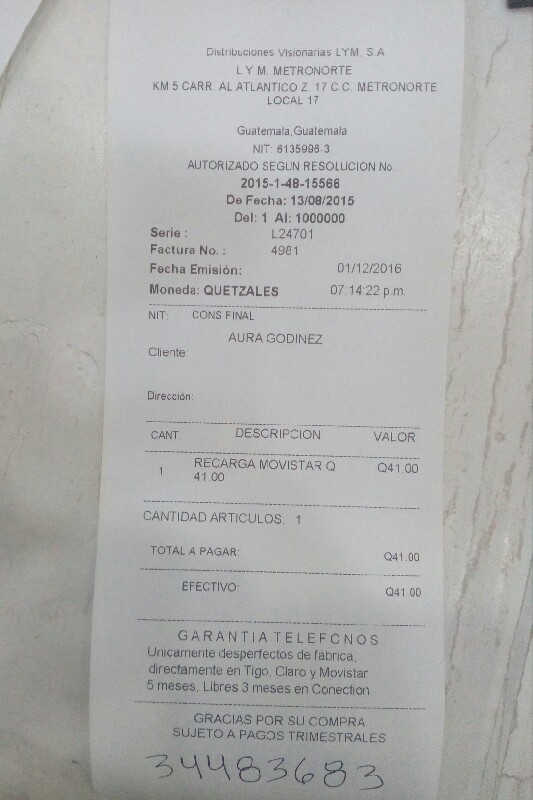 Distribuciones Visionarias LYM, S.A
L Y M, METRONORTE
KM 5 CARR. AL ATLANTICO Z. 17 C.C. METRONORTE
LOCAL 17
Guatemala,Guatemala
NIT: 6135996-3
AUTORIZADO SEGUN RESOLUCION No.
2015-1-48-15566
De Fecha: 13/08/2015
Del: 1 Al: 1000000
Serie : L24701
Factura No. : 4981
Fecha Emisión: 01/12/2016
Moneda: QUETZALES 07:14:22 p.m.
NIT: CONS FINAL
AURA GODINEZ
Cliente:
Dirección:
CANT. DESCRIPCION VALOR
1 RECARGA MOVISTAR Q Q41.00
41.00
CANTIDAD ARTICULOS: 1
TOTAL A PAGAR: Q41.00
EFECTIVO: Q41.00
GARANTIA TELEFONOS
Unicamente desperfectos de fabrica,
directamente en Tigo, Claro y Movistar
5 meses, Libres 3 meses en Conection
GRACIAS POR SU COMPRA
SUJETO A PAGOS TRIMESTRALES
34483683